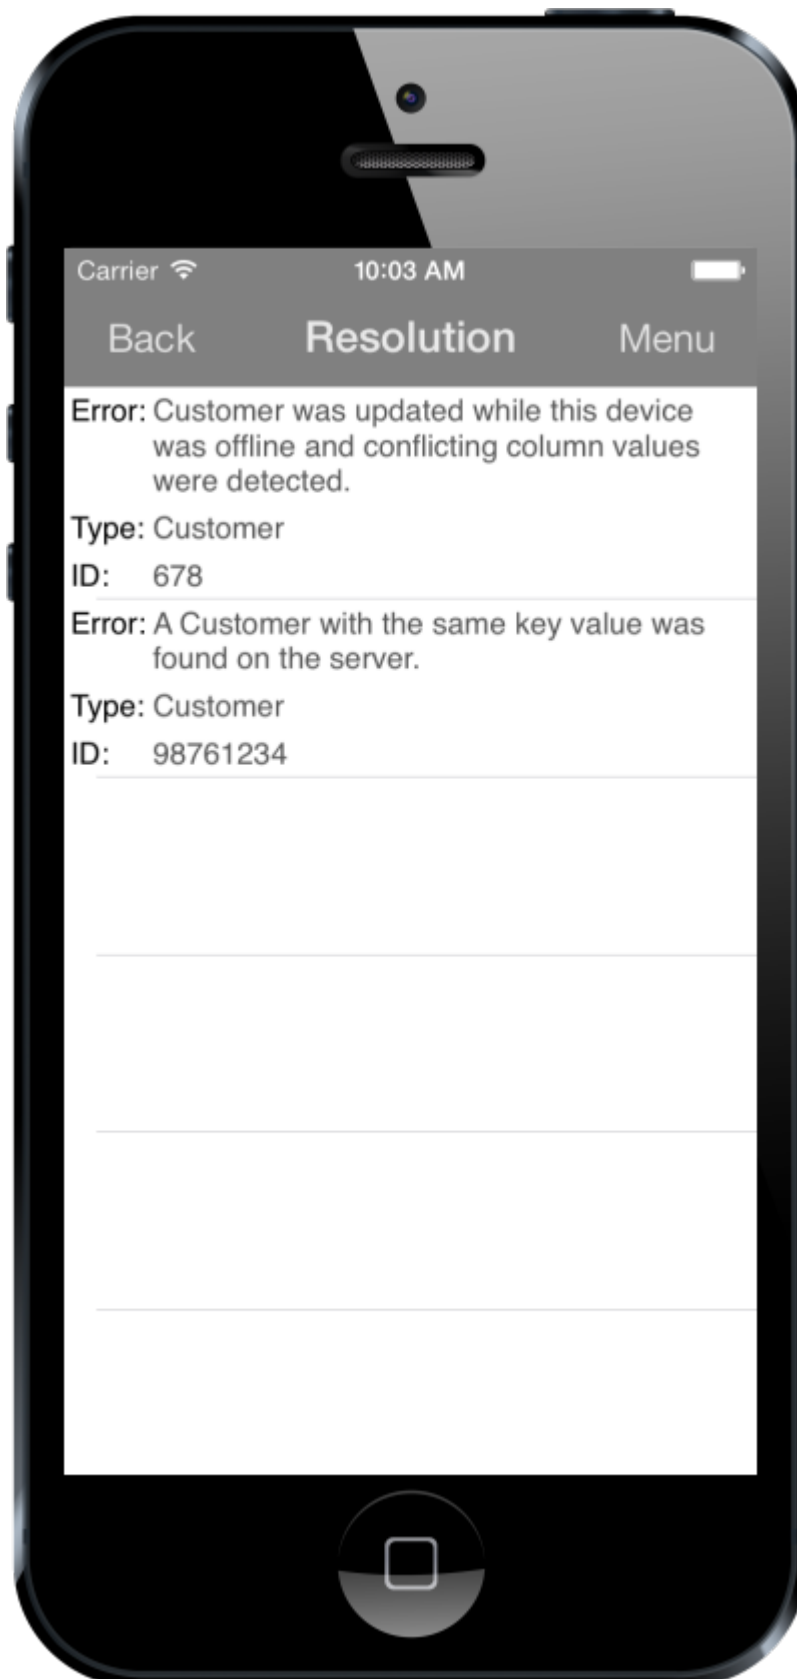 Carrier 10:03 AM
Back Resolution Menu
Error: Customer was updated while this device
was offline and conflicting column values
were detected.
Type: Customer
ID: 678
Error: A Customer with the same key value was
found on the server.
Type: Customer
ID: 98761234